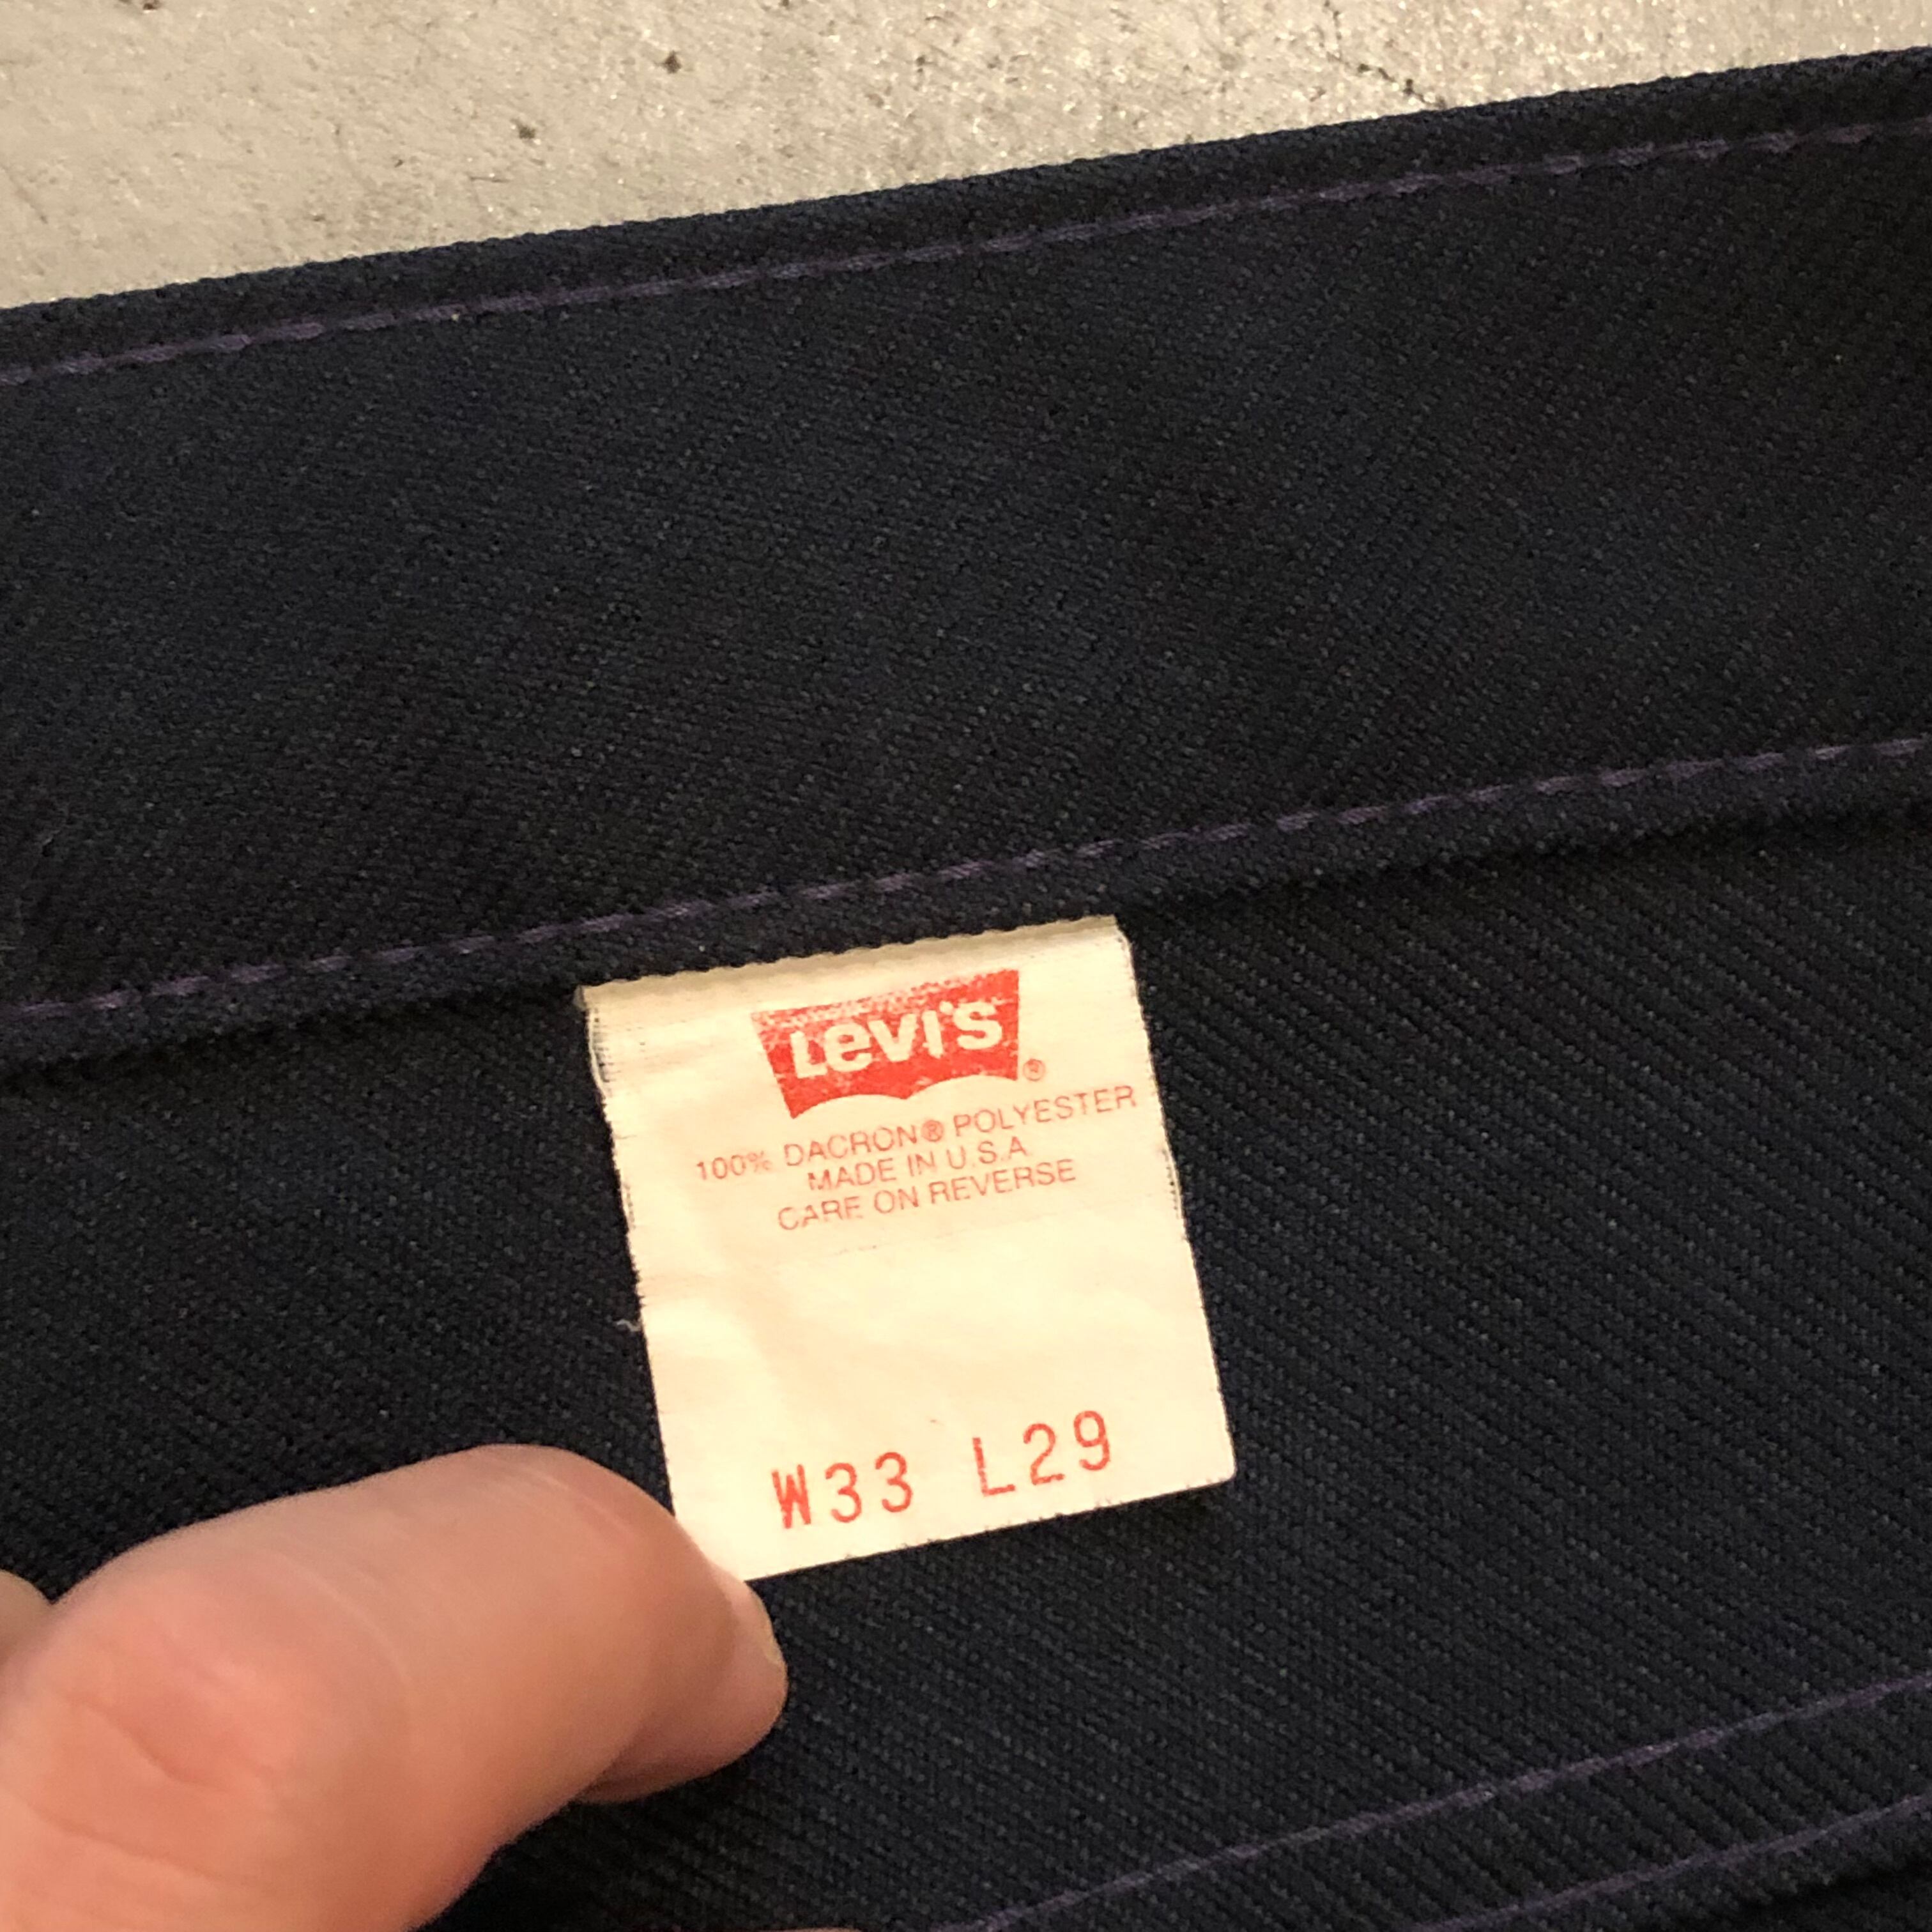 LEVI'S ®
100% DACRON® POLYESTER
MADE IN U.S.A
CARE ON REVERSE
W33 L29